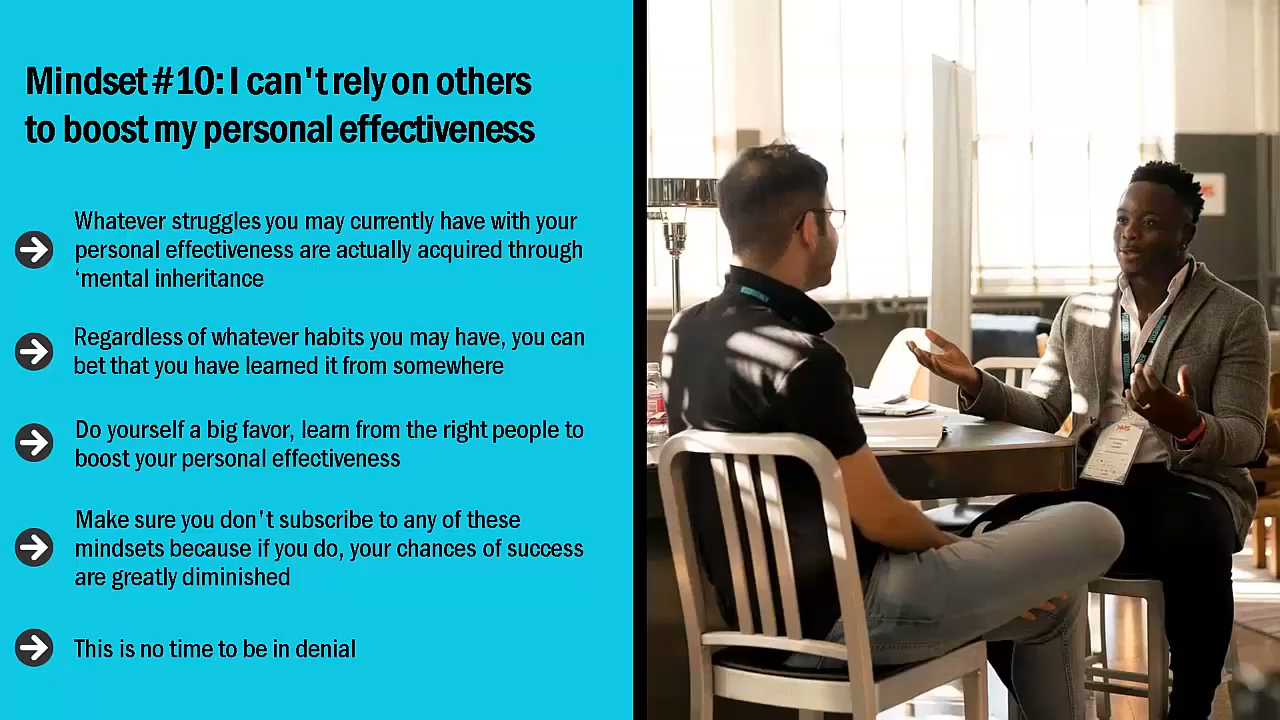 Mindset #10: I can't rely on others
to boost my personal effectiveness
Whatever struggles you may currently have with your
personal effectiveness are actually acquired through
‘mental inheritance
Regardless of whatever habits you may have, you can
bet that you have learned it from somewhere
Do yourself a big favor, learn from the right people to
boost your personal effectiveness
Make sure you don't subscribe to any of these
mindsets because if you do, your chances of success
are greatly diminished
This is no time to be in denial